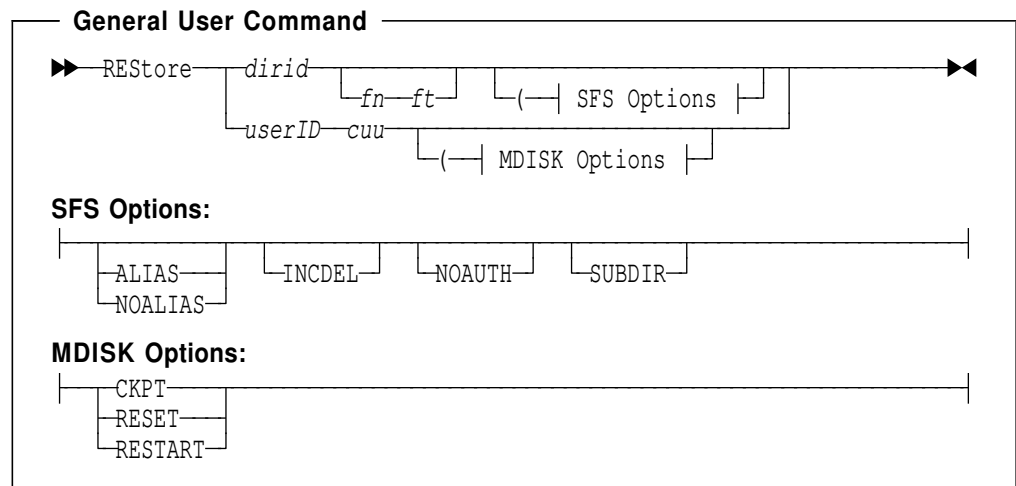 General User Command
REStore dirid
fn ft ( SFS Options
userID cuu
( MDISK Options
SFS Options:
ALIAS INCDEL NOAUTH SUBDIR
NOALIAS
MDISK Options:
CKPT
RESET
RESTART